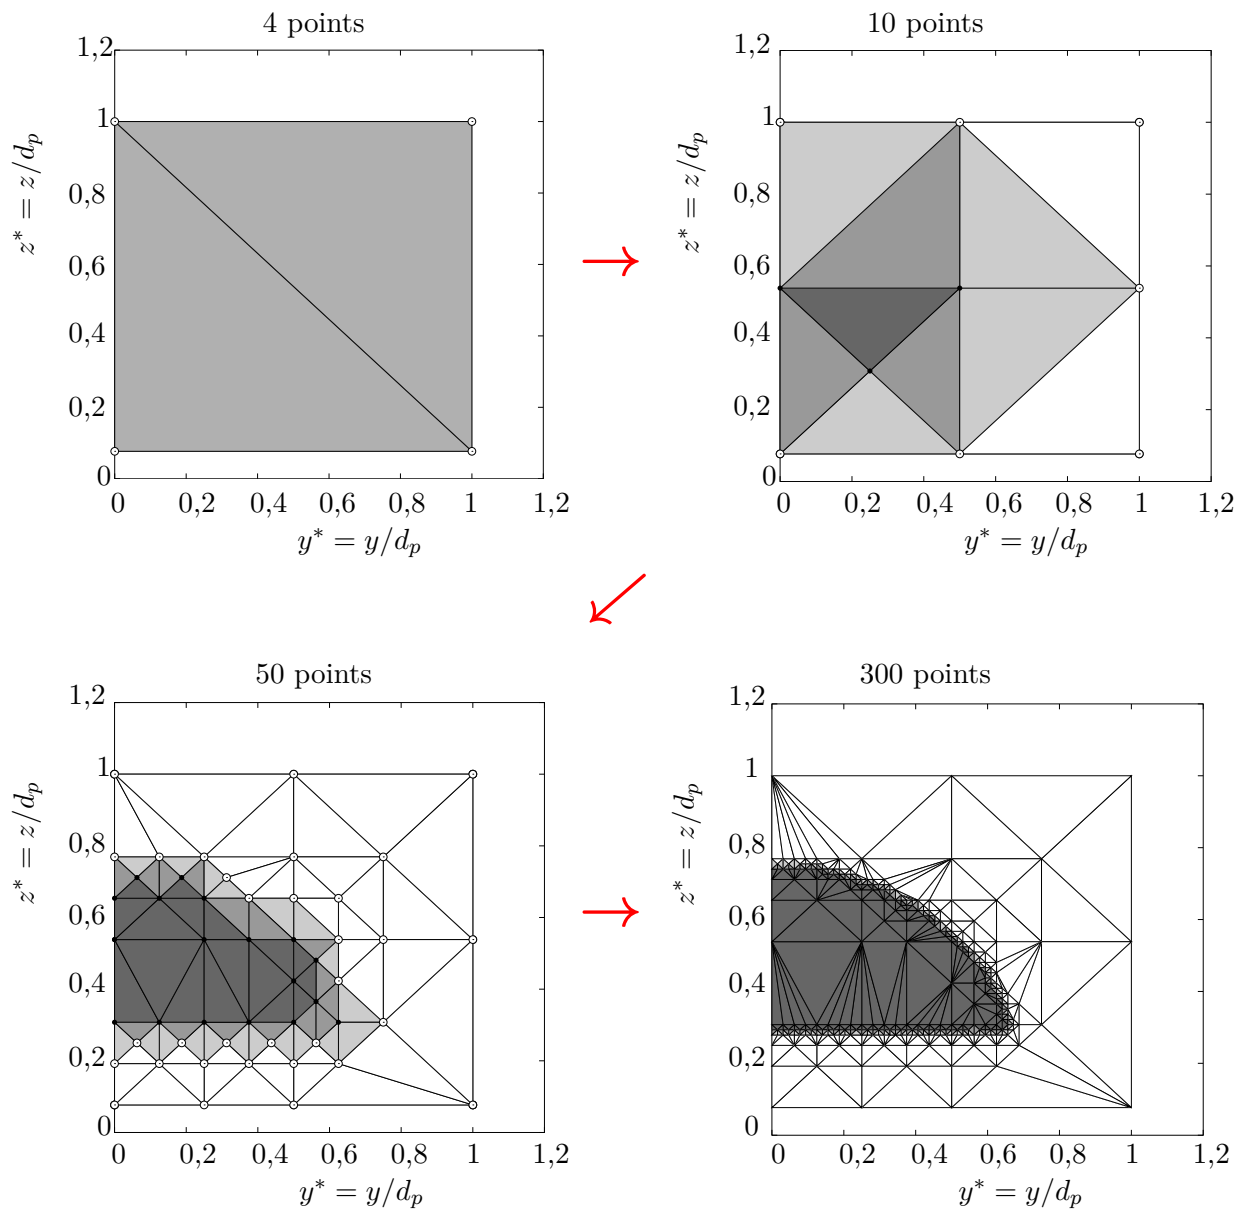 4 points
1,2
1
0,8
0,6
0,4
0,2
0
0 0,2 0,4 0,6 0,8 1 1,2
z* = z/d_p
y* = y/d_p
10 points
1,2
1
0,8
0,6
0,4
0,2
0
0 0,2 0,4 0,6 0,8 1 1,2
z* = z/d_p
y* = y/d_p
50 points
1,2
1
0,8
0,6
0,4
0,2
0
0 0,2 0,4 0,6 0,8 1 1,2
z* = z/d_p
y* = y/d_p
300 points
1,2
1
0,8
0,6
0,4
0,2
0
0 0,2 0,4 0,6 0,8 1 1,2
z* = z/d_p
y* = y/d_p